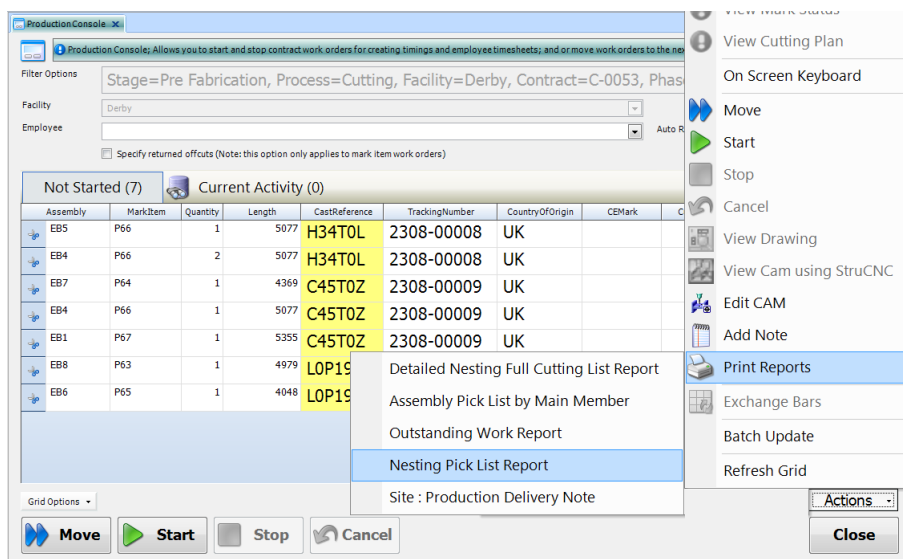 Production Console
View Mark Status
Production Console; Allows you to start and stop contract work orders for creating timings and employee timesheets; and or move work orders to the nex
View Cutting Plan
Filter Options
Stage=Pre Fabrication, Process=Cutting, Facility=Derby, Contract=C-0053, Phas
On Screen Keyboard
Facility
Derby
Move
Employee
Auto R
Start
Specify returned offcuts (Note: this option only applies to mark item work orders)
Stop
Not Started (7)
Current Activity (0)
Cancel
Assembly MarkItem Quantity Length CastReference TrackingNumber CountryOfOrigin CEMark C
EB5 P66 1 5077 H34T0L 2308-00008 UK
View Drawing
EB4 P66 2 5077 H34T0L 2308-00008 UK
View Cam using StruCNC
EB7 P64 1 4369 C45T0Z 2308-00009 UK
Edit CAM
EB4 P66 1 5077 C45T0Z 2308-00009 UK
Add Note
EB1 P67 1 5355 C45T0Z 2308-00009 UK
EB8 P63 1 4979 L0P19
Detailed Nesting Full Cutting List Report
Print Reports
EB6 P65 1 4048 L0P19
Assembly Pick List by Main Member
Exchange Bars
Outstanding Work Report
Batch Update
Nesting Pick List Report
Refresh Grid
Site : Production Delivery Note
Grid Options
Actions
Move
Start
Stop
Cancel
Close